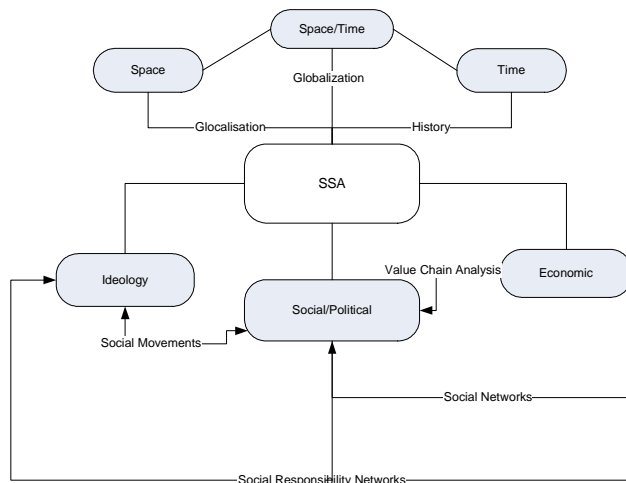 Space/Time
Space
Time
Globalization
Glocalisation
History
SSA
Ideology
Value Chain Analysis
Economic
Social/Political
Social Movements
Social Networks
Social Responsibility Networks